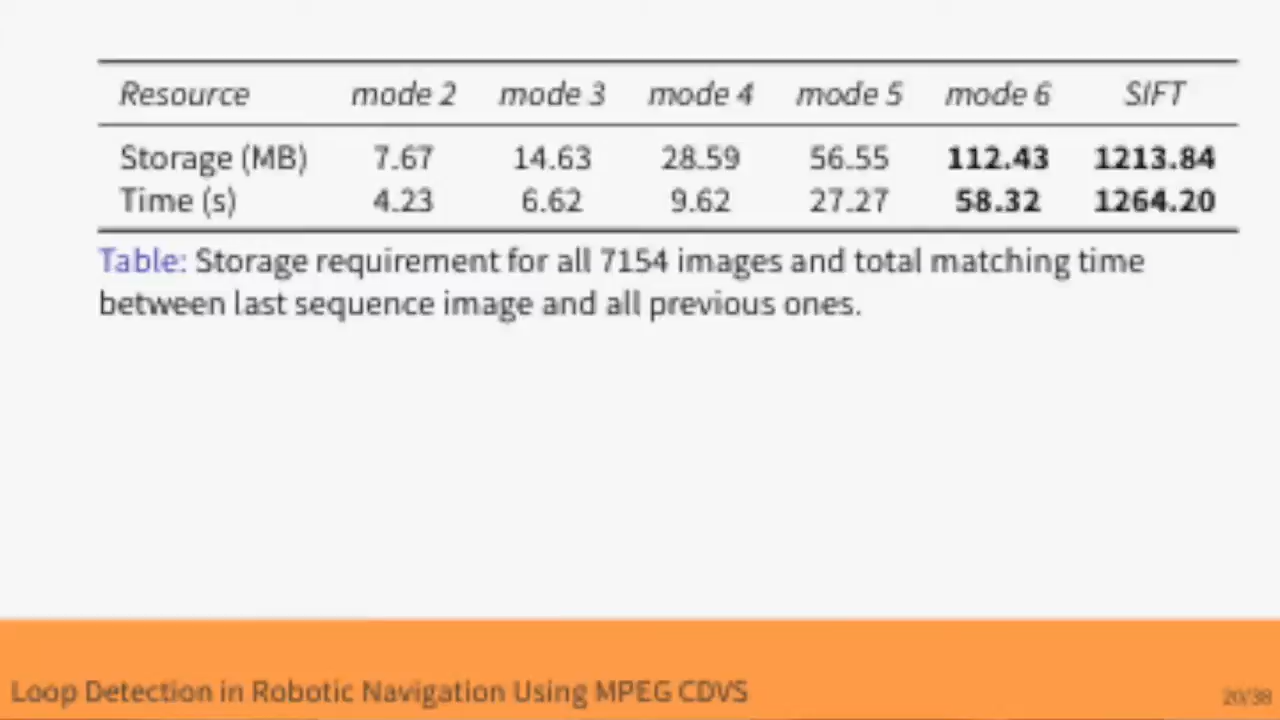 Resource mode 2 mode 3 mode 4 mode 5 mode 6 SIFT
Storage (MB) 7.67 14.63 28.59 56.55 112.43 1213.84
Time (s) 4.23 6.62 9.62 27.27 58.32 1264.20
Table: Storage requirement for all 7154 images and total matching time
between last sequence image and all previous ones.
Loop Detection in Robotic Navigation Using MPEG CDVS
20/38